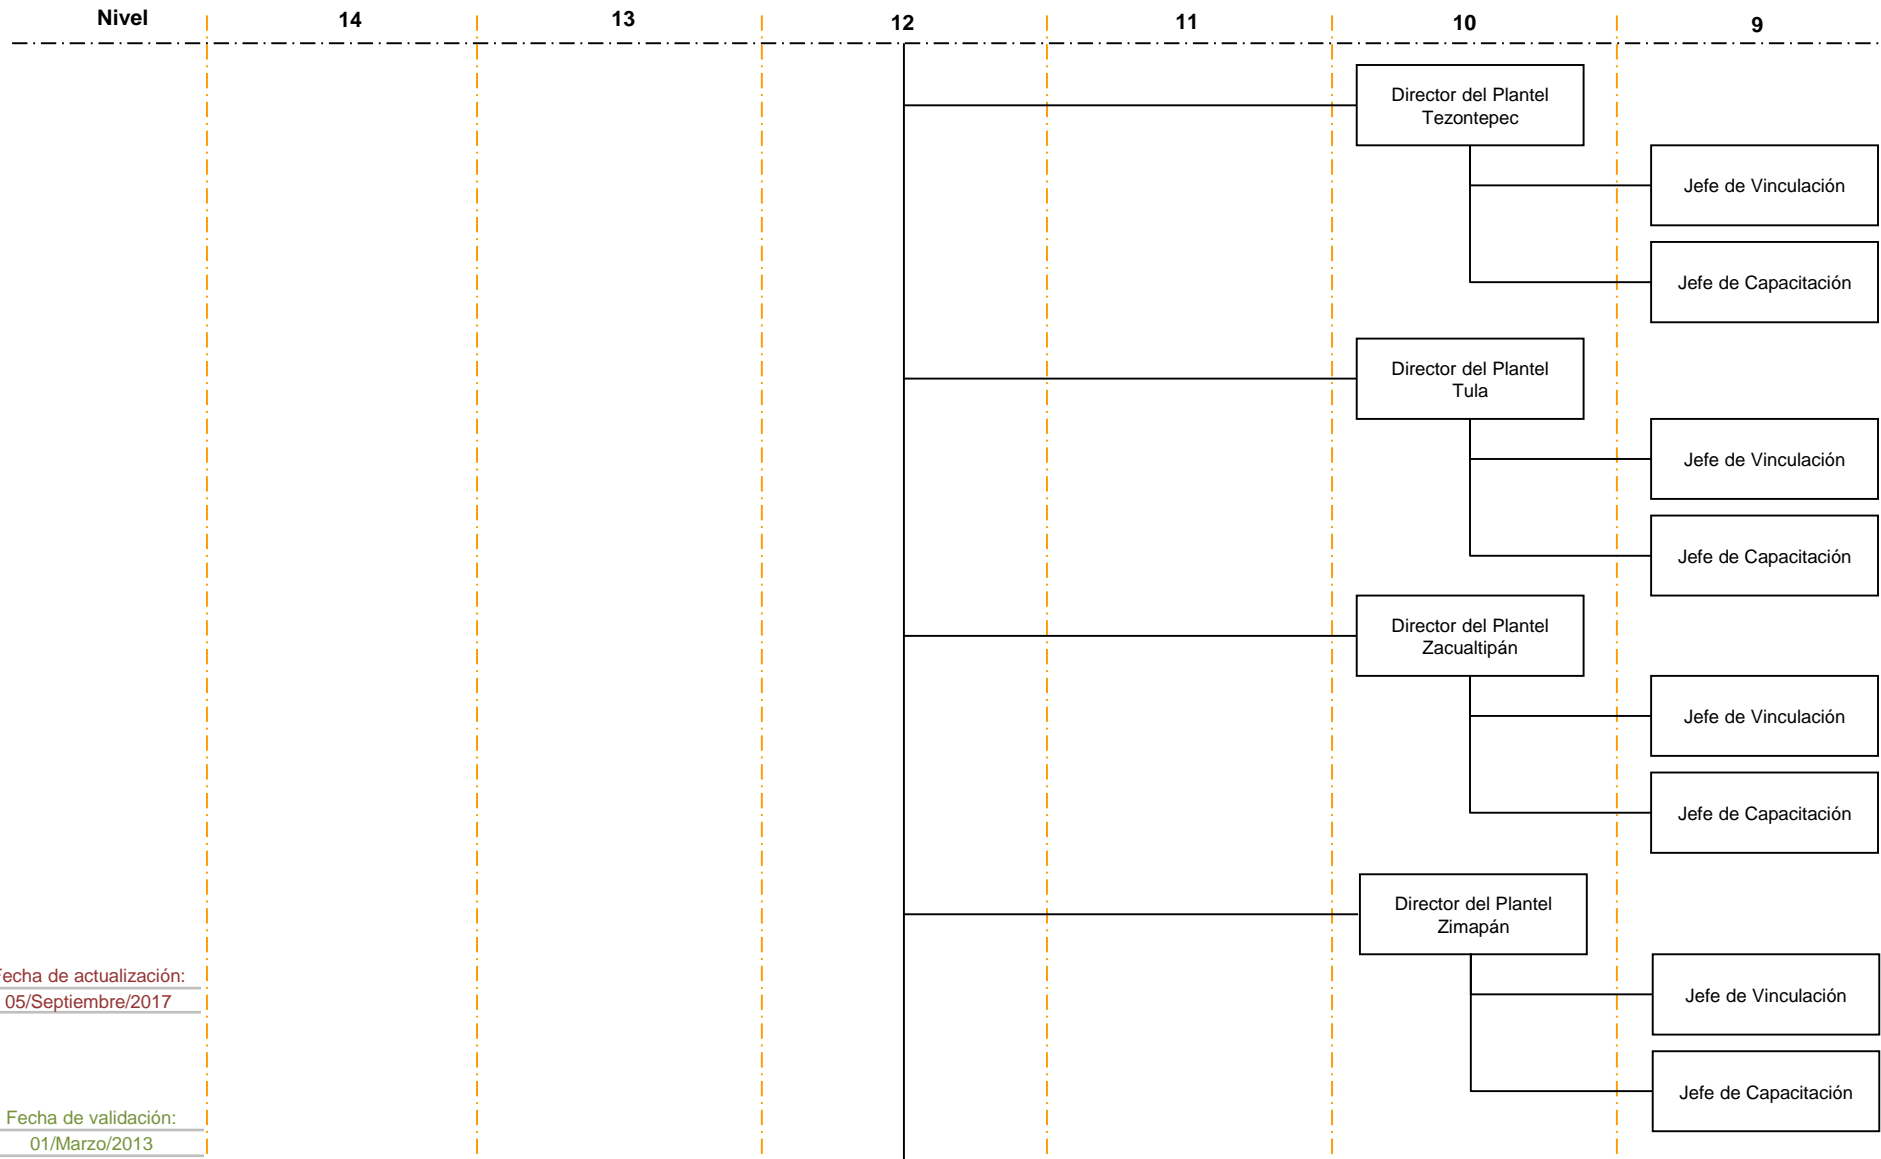 Nivel 14 13 12 11 10 9
Director del Plantel
Tezontepec
Jefe de Vinculación
Jefe de Capacitación
Director del Plantel
Tula
Jefe de Vinculación
Jefe de Capacitación
Director del Plantel
Zacualtipán
Jefe de Vinculación
Jefe de Capacitación
Director del Plantel
Zimapán
Jefe de Vinculación
Jefe de Capacitación
Fecha de actualización:
05/Septiembre/2017
Fecha de validación:
01/Marzo/2013